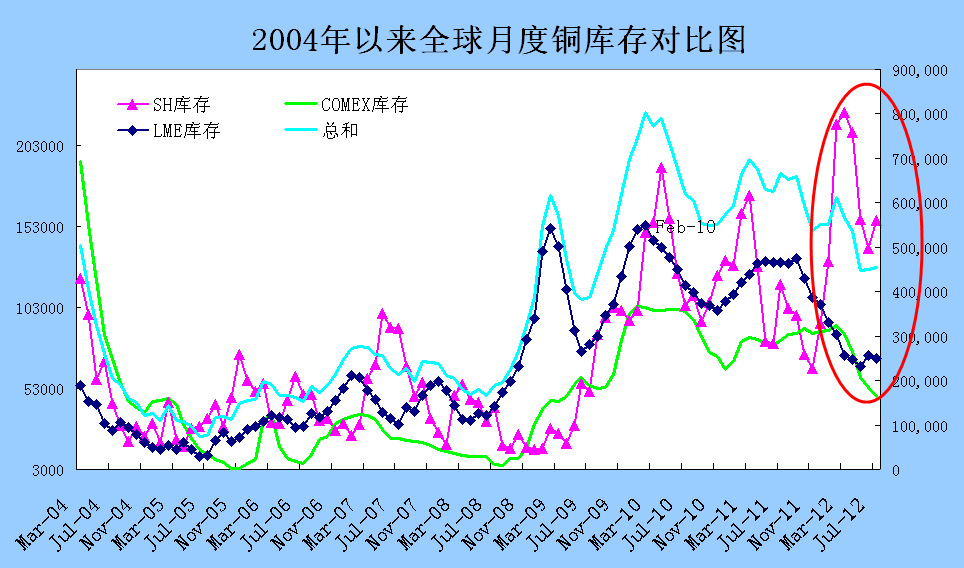 2004年以来全球月度铜库存对比图
SH库存
COMEX库存
LME库存
总和
203000
153000
103000
53000
3000
900,000
800,000
700,000
600,000
500,000
400,000
300,000
200,000
100,000
0
Feb-10
Mar-04
Jul-04
Nov-04
Mar-05
Jul-05
Nov-05
Mar-06
Jul-06
Nov-06
Mar-07
Jul-07
Nov-07
Mar-08
Jul-08
Nov-08
Mar-09
Jul-09
Nov-09
Mar-10
Jul-10
Nov-10
Mar-11
Jul-11
Nov-11
Mar-12
Jul-12